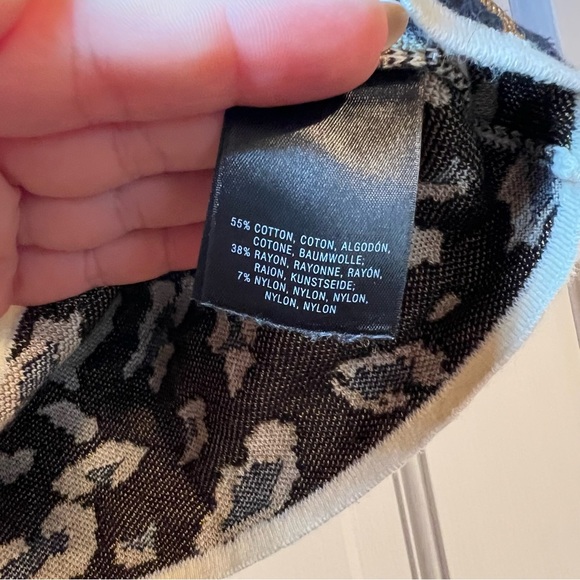 55% COTTON, COTON, ALGODÓN,
COTONE, BAUMWOLLE;
38% RAYON, RAYONNE, RAYÓN,
RAION, KUNSTSEIDE;
7% NYLON, NYLON, NYLON,
NYLON, NYLON